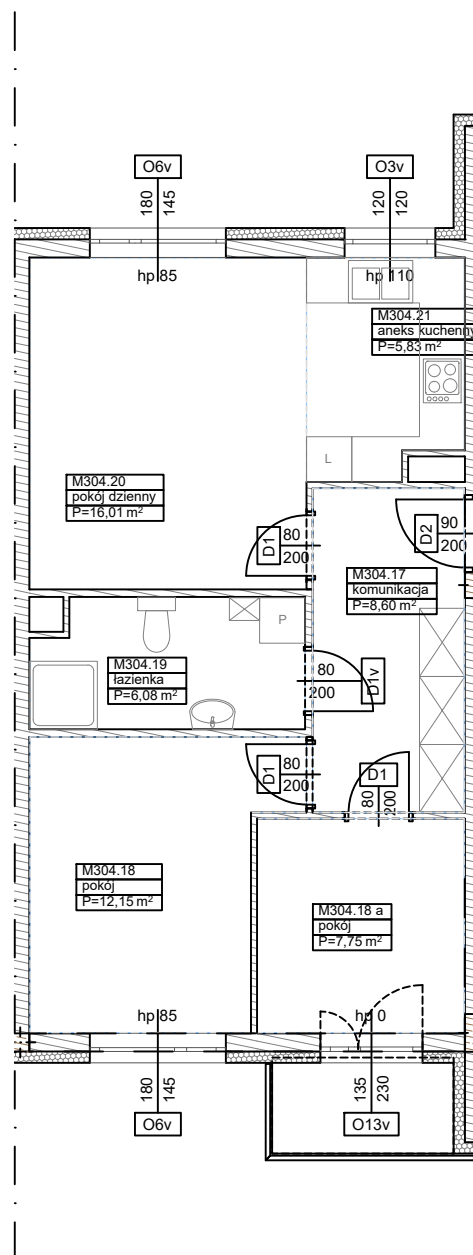 O6v
O3v
180
145
120
120
hp 85
hp 110
M304.21
aneks kuchenny
P=5,83 m²
L
M304.20
pokój dzienny
P=16,01 m²
D1
80
200
D2
90
200
M304.17
komunikacja
P=8,60 m²
P
M304.19
łazienka
P=6,08 m²
80
200
D1v
D1
80
200
D1
80
200
M304.18
pokój
P=12,15 m²
M304.18 a
pokój
P=7,75 m²
hp 85
hp 0
180
145
135
230
O6v
O13v